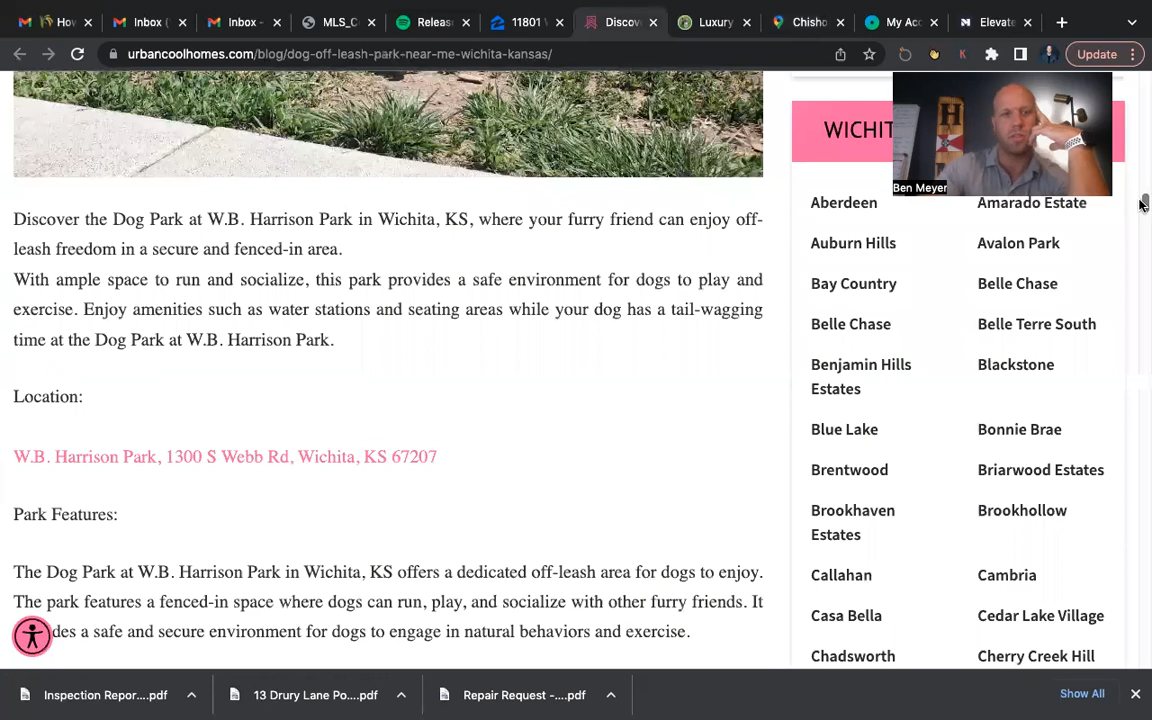 How
Inbox (
Inbox -
MLS_C
Releas
11801
Discov
Luxury
Chisho
My Acc
Elevate
urbancoolhomes.com/blog/dog-off-leash-park-near-me-wichita-kansas/
K
Update
WICHIT
Ben Meyer
Discover the Dog Park at W.B. Harrison Park in Wichita, KS, where your furry friend can enjoy off-
leash freedom in a secure and fenced-in area.
With ample space to run and socialize, this park provides a safe environment for dogs to play and
exercise. Enjoy amenities such as water stations and seating areas while your dog has a tail-wagging
time at the Dog Park at W.B. Harrison Park.
Location:
W.B. Harrison Park, 1300 S Webb Rd, Wichita, KS 67207
Park Features:
The Dog Park at W.B. Harrison Park in Wichita, KS offers a dedicated off-leash area for dogs to enjoy.
The park features a fenced-in space where dogs can run, play, and socialize with other furry friends. It
des a safe and secure environment for dogs to engage in natural behaviors and exercise.
Aberdeen Amarado Estate
Auburn Hills Avalon Park
Bay Country Belle Chase
Belle Chase Belle Terre South
Benjamin Hills Blackstone
Estates
Blue Lake Bonnie Brae
Brentwood Briarwood Estates
Brookhaven Brookhollow
Estates
Callahan Cambria
Casa Bella Cedar Lake Village
Chadsworth Cherry Creek Hill
Inspection Repor....pdf
13 Drury Lane Po....pdf
Repair Request -....pdf
Show All